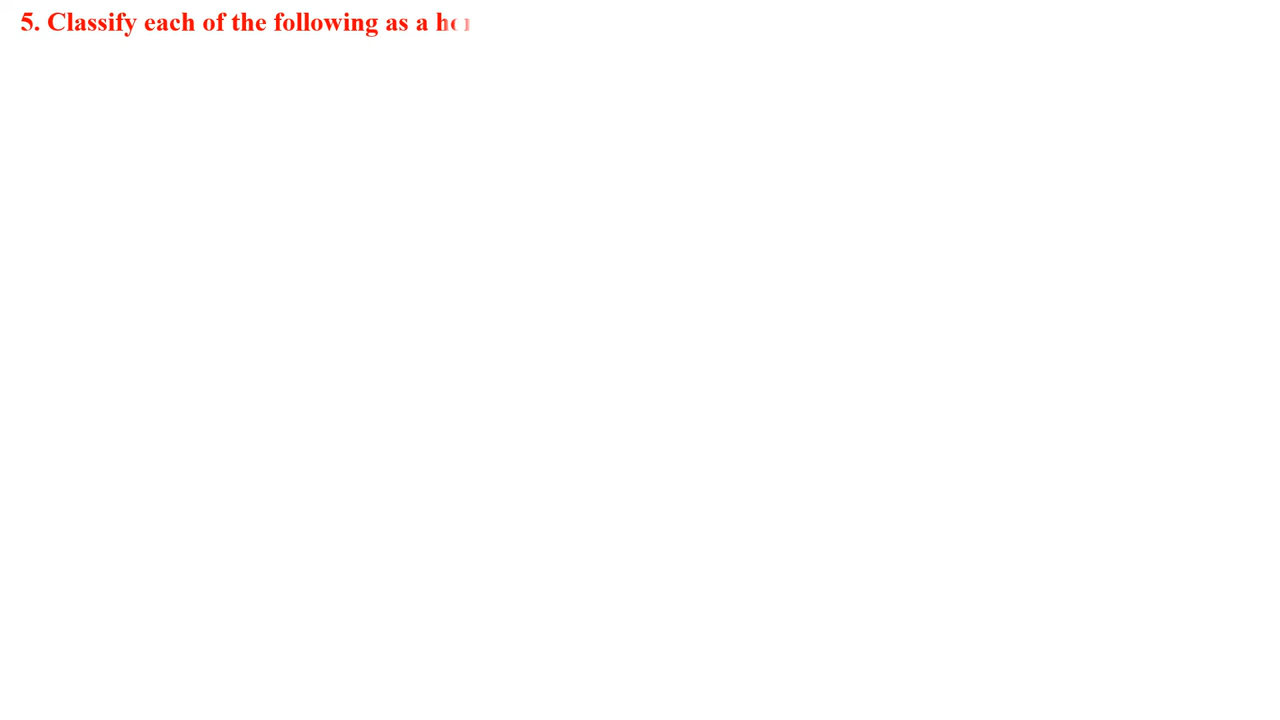 5. Classify each of the following as a